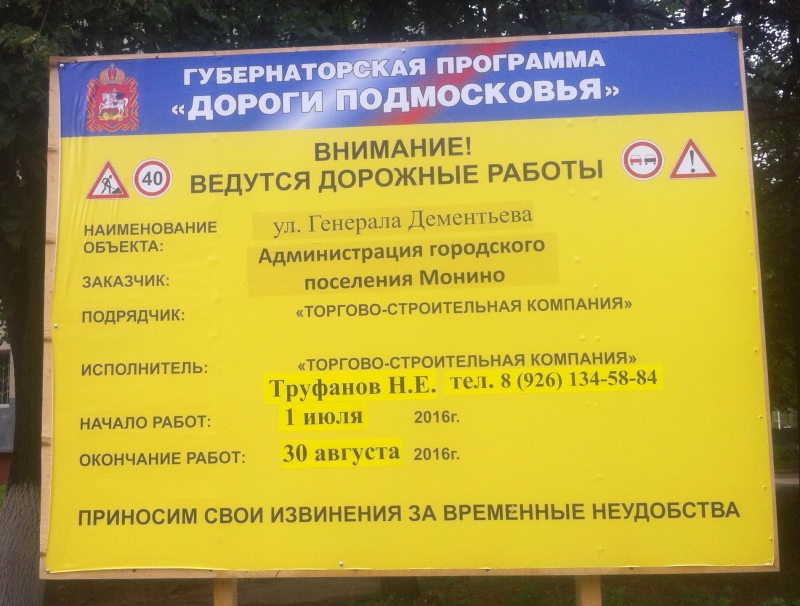 ГУБЕРНАТОРСКАЯ ПРОГРАММА
«ДОРОГИ ПОДМОСКОВЬЯ»
ВНИМАНИЕ!
ВЕДУТСЯ ДОРОЖНЫЕ РАБОТЫ
40
НАИМЕНОВАНИЕ
ОБЪЕКТА:
ул. Генерала Дементьева
ЗАКАЗЧИК:
Администрация городского
поселения Монино
ПОДРЯДЧИК:
«ТОРГОВО-СТРОИТЕЛЬНАЯ КОМПАНИЯ»
ИСПОЛНИТЕЛЬ:
«ТОРГОВО-СТРОИТЕЛЬНАЯ КОМПАНИЯ»
Труфанов Н.Е. тел. 8 (926) 134-58-84
НАЧАЛО РАБОТ: 1 июля 2016г.
ОКОНЧАНИЕ РАБОТ: 30 августа 2016г.
ПРИНОСИМ СВОИ ИЗВИНЕНИЯ ЗА ВРЕМЕННЫЕ НЕУДОБСТВА